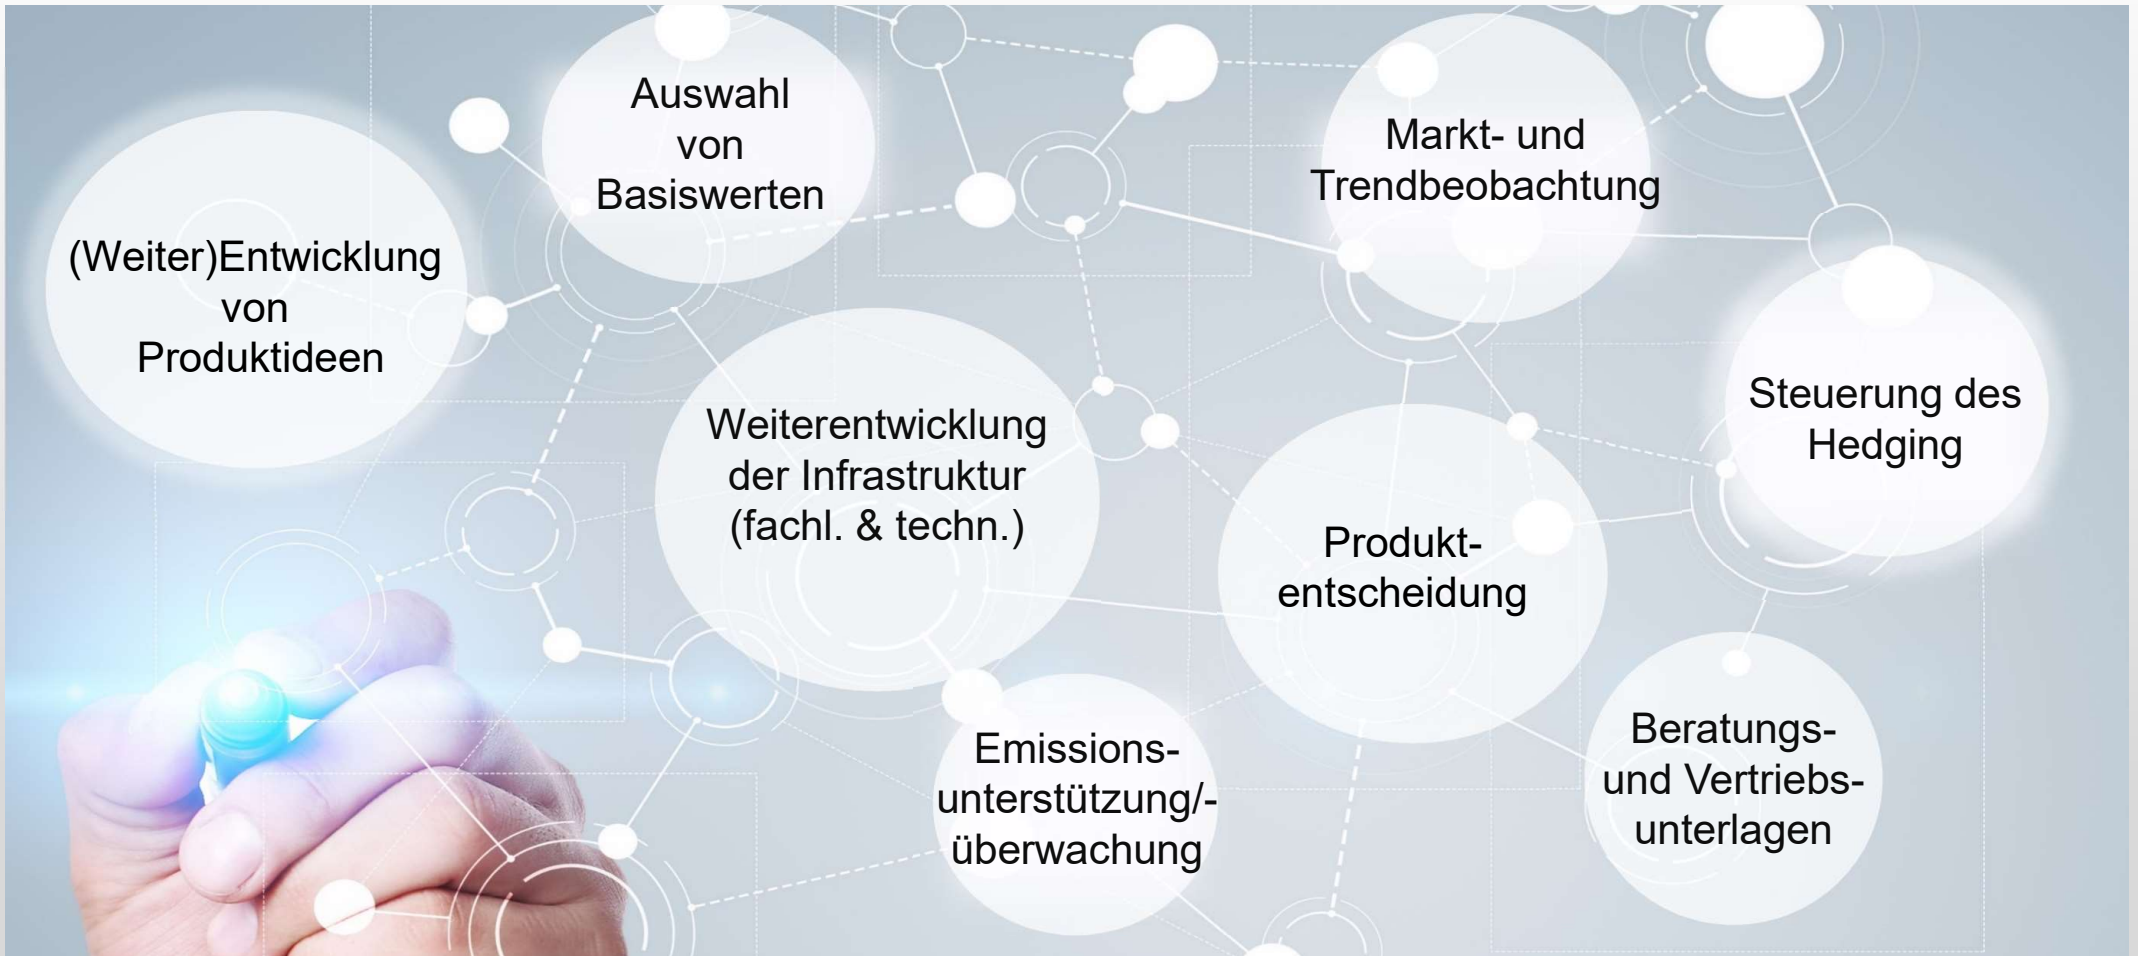 (Weiter)Entwicklung
von
Produktideen
Auswahl
von
Basiswerten
Weiterentwicklung
der Infrastruktur
(fachl. & techn.)
Markt- und
Trendbeobachtung
Steuerung des
Hedging
Produkt-
entscheidung
Emissions-
unterstützung/-
überwachung
Beratungs-
und Vertriebs-
unterlagen